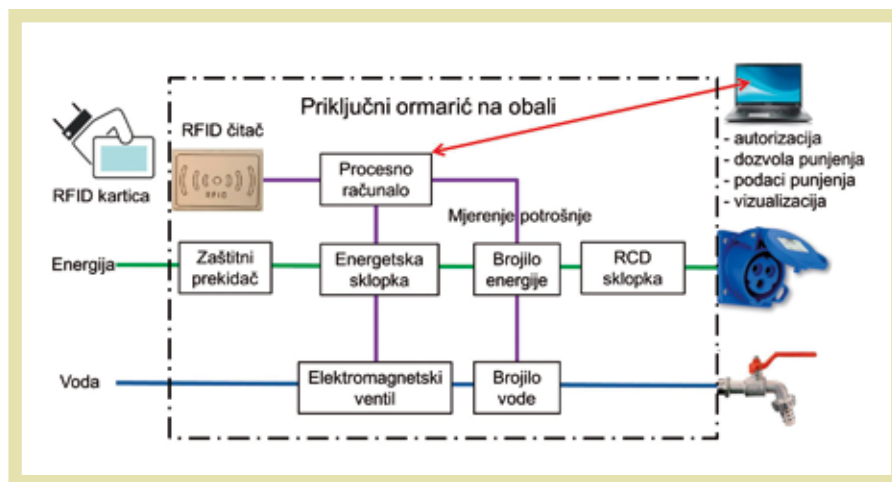 Priključni ormarić na obali
RFID čitač
RFID
RFID kartica
Procesno
računalo
- autorizacija
- dozvola punjenja
- podaci punjenja
- vizualizacija
Mjerenje potrošnje
Energija
Zaštitni
prekidač
Energetska
sklopka
Brojilo
energije
RCD
sklopka
Voda
Elektromagnetski
ventil
Brojilo
vode